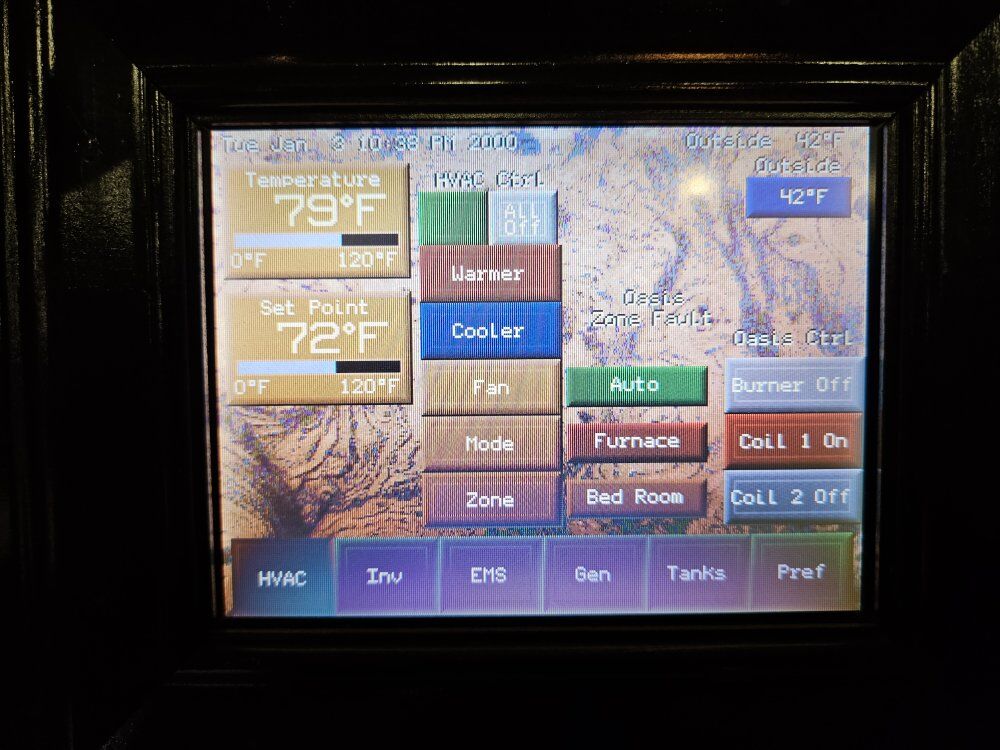 Tue Jan 3 10:38 PM 2000
Outside 42°F
Temperature
79°F
0°F 120°F
Set Point
72°F
0°F 120°F
HVAC Ctrl
All
Off
Warmer
Cooler
Fan
Mode
Zone
Outside
42°F
Oasis
Zone Fault
Auto
Furnace
Bed Room
Oasis Ctrl
Burner Off
Coil 1 On
Coil 2 Off
HVAC Inv EMS Gen Tanks Pref